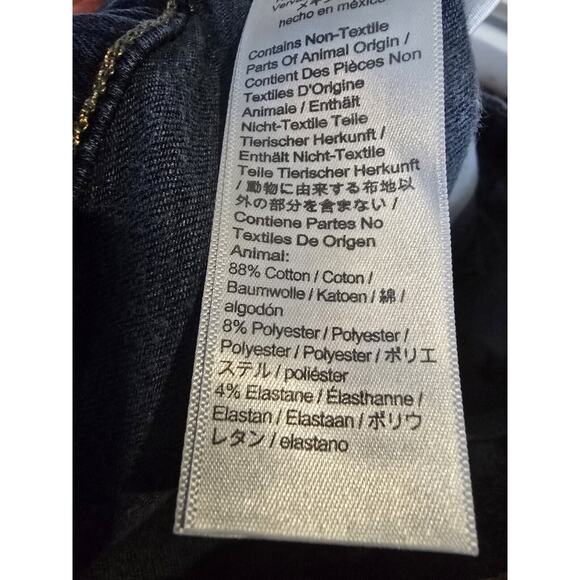 hecho en méxico
Contains Non-Textile
Parts Of Animal Origin /
Contient Des Pièces Non
Textiles D'Origine
Animale / Enthält
Nicht-Textile Teile
Tierischer Herkunft /
Enthält Nicht-Textile
Teile Tierischer Herkunft
/ 動物に由来する布地以
外の部分を含まない /
Contiene Partes No
Textiles De Origen
Animal:
88% Cotton / Coton /
Baumwolle / Katoen / 綿 /
algodón
8% Polyester / Polyester /
Polyester / Polyester / ポリエ
ステル / poliéster
4% Elastane / Élasthanne /
Elastan / Elastaan / ポリウ
レタン / elastano